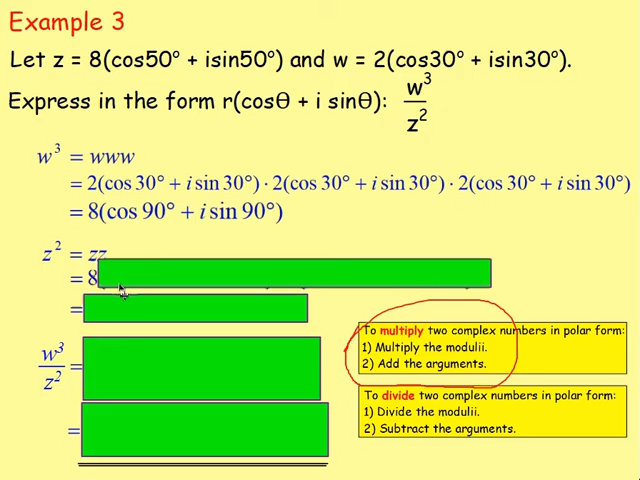 Example 3
Let z = 8(cos50° + isin50°) and w = 2(cos30° + isin30°).
Express in the form r(cosϴ + i sinϴ): w³/z²
w³ = www
= 2(cos 30° + i sin 30°) · 2(cos 30° + i sin 30°) · 2(cos 30° + i sin 30°)
= 8(cos 90° + i sin 90°)
z² = zz
= 8
=
w³/z² =
=
To multiply two complex numbers in polar form:
1) Multiply the modulii.
2) Add the arguments.
To divide two complex numbers in polar form:
1) Divide the modulii.
2) Subtract the arguments.